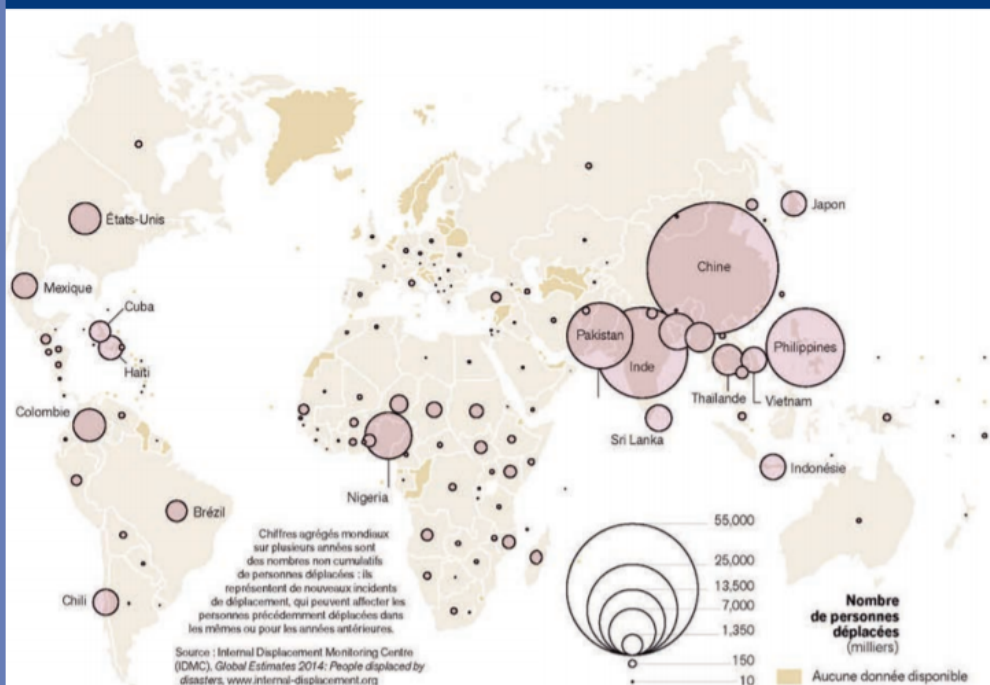 États-Unis
Japon
Chine
Mexique
Cuba
Pakistan
Philippines
Inde
Haïti
Thaïlande
Vietnam
Colombie
Sri Lanka
Indonésie
Nigeria
Brézil
Chiffres agrégés mondiaux
sur plusieurs années sont
des nombres non cumulatifs
de personnes déplacées : ils
représentent de nouveaux incidents
de déplacement, qui peuvent affecter les
personnes précédemment déplacées dans
les mêmes ou pour les années antérieures.
Chili
Source : Internal Displacement Monitoring Centre
(IDMC), Global Estimates 2014: People displaced by
disasters, www.internal-displacement.org
55,000
25,000
13,500
7,000
1,350
150
10
Nombre
de personnes
déplacées
(milliers)
Aucune donnée disponible